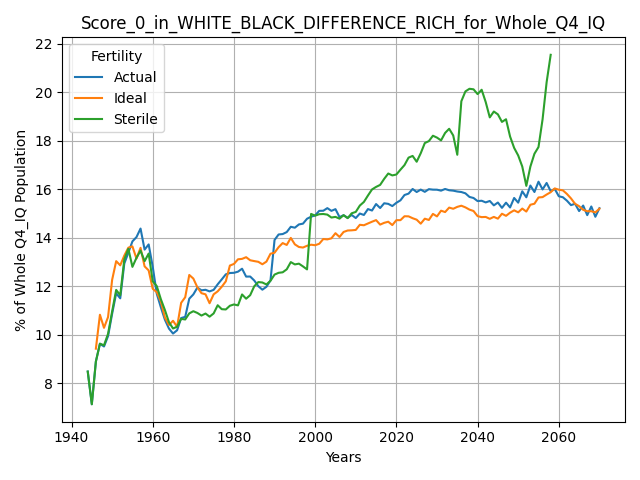 Score_0_in_WHITE_BLACK_DIFFERENCE_RICH_for_Whole_Q4_IQ
Fertility
Actual
Ideal
Sterile
22
20
18
16
14
12
10
8
% of Whole Q4_IQ Population
1940
1960
1980
2000
2020
2040
2060
Years